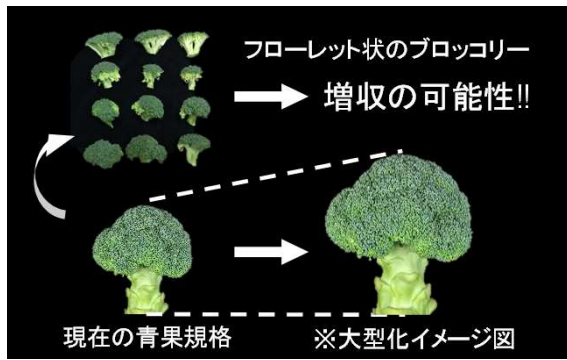 フローレット状のブロッコリー
増収の可能性!!
現在の青果規格
※大型化イメージ図